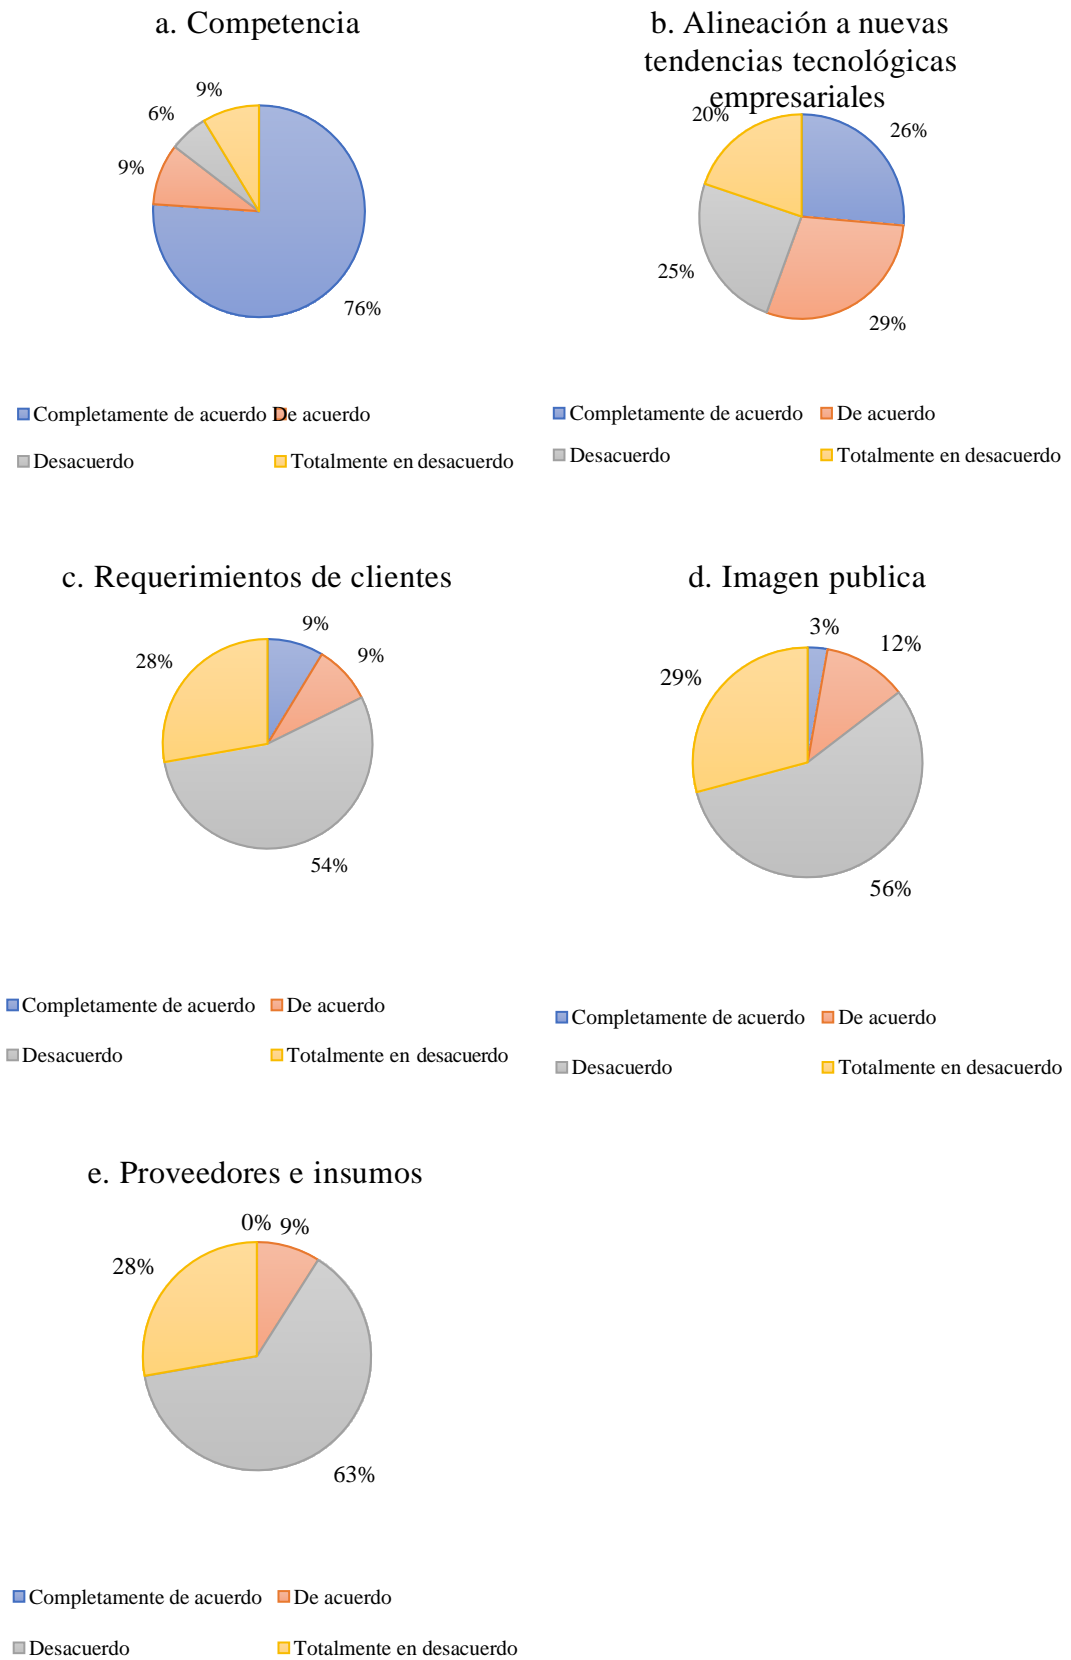 a. Competencia
9%
6%
9%
76%
Completamente de acuerdo De acuerdo
Desacuerdo Totalmente en desacuerdo
b. Alineación a nuevas
tendencias tecnológicas
empresariales
20%
26%
25%
29%
Completamente de acuerdo De acuerdo
Desacuerdo Totalmente en desacuerdo
c. Requerimientos de clientes
9%
28%
9%
54%
Completamente de acuerdo De acuerdo
Desacuerdo Totalmente en desacuerdo
d. Imagen publica
3%
12%
29%
56%
Completamente de acuerdo De acuerdo
Desacuerdo Totalmente en desacuerdo
e. Proveedores e insumos
0% 9%
28%
63%
Completamente de acuerdo De acuerdo
Desacuerdo Totalmente en desacuerdo